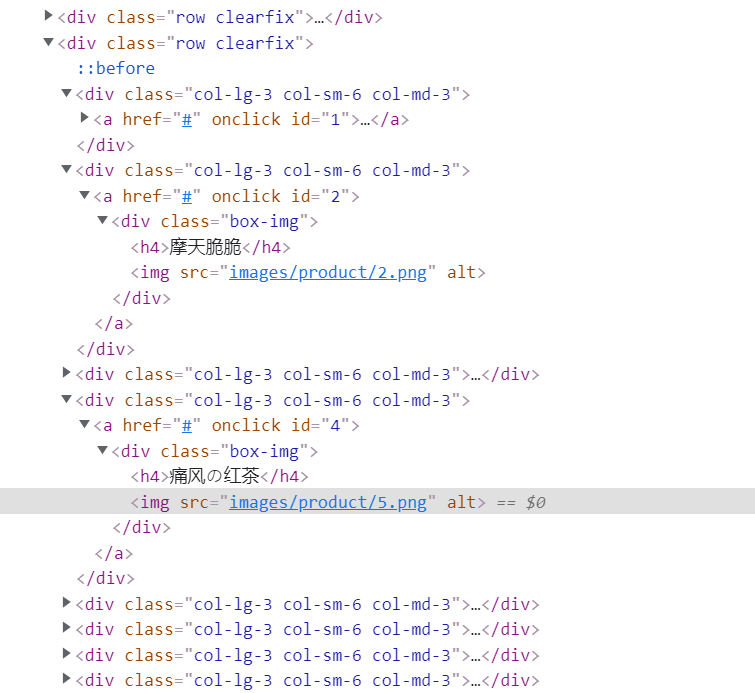 <div class="row clearfix">…</div>
<div class="row clearfix">
::before
<div class="col-lg-3 col-sm-6 col-md-3">
<a href="#" onclick id="1">…</a>
</div>
<div class="col-lg-3 col-sm-6 col-md-3">
<a href="#" onclick id="2">
<div class="box-img">
<h4>摩天脆脆</h4>
<img src="images/product/2.png" alt>
</div>
</a>
</div>
<div class="col-lg-3 col-sm-6 col-md-3">…</div>
<div class="col-lg-3 col-sm-6 col-md-3">
<a href="#" onclick id="4">
<div class="box-img">
<h4>痛风の红茶</h4>
<img src="images/product/5.png" alt> == $0
</div>
</a>
</div>
<div class="col-lg-3 col-sm-6 col-md-3">…</div>
<div class="col-lg-3 col-sm-6 col-md-3">…</div>
<div class="col-lg-3 col-sm-6 col-md-3">…</div>
<div class="col-lg-3 col-sm-6 col-md-3">…</div>